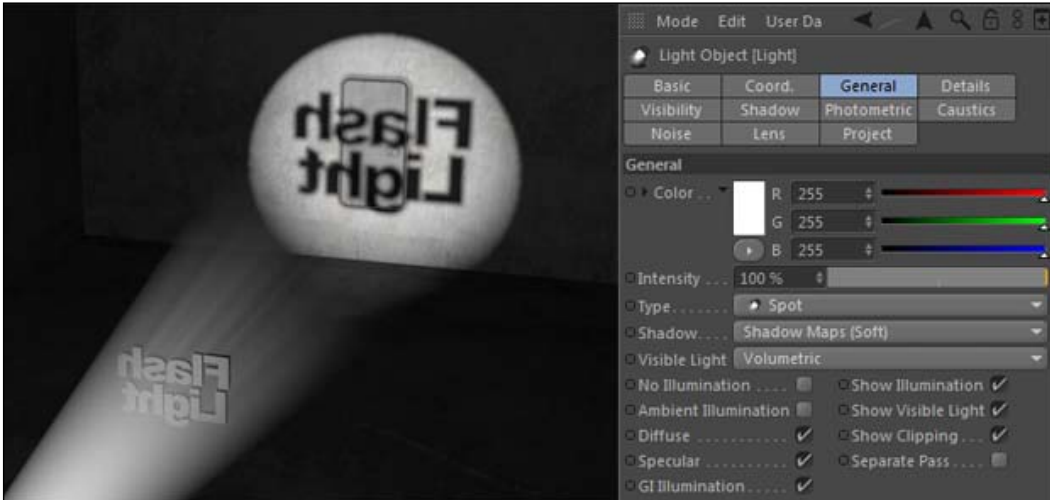 Flash
Light
Flash
Light
Mode Edit User Da
Light Object [Light]
Basic Coord. General Details
Visibility Shadow Photometric Caustics
Noise Lens Project
General
Color . . R 255
G 255
B 255
Intensity . . . 100 %
Type . . . . . . . Spot
Shadow. . . . Shadow Maps (Soft)
Visible Light Volumetric
No Illumination . . . . Show Illumination
Ambient Illumination Show Visible Light
Diffuse . . . . . . . . . . . Show Clipping . . .
Specular . . . . . . . . . . Separate Pass . . . .
GI Illumination . . . . .